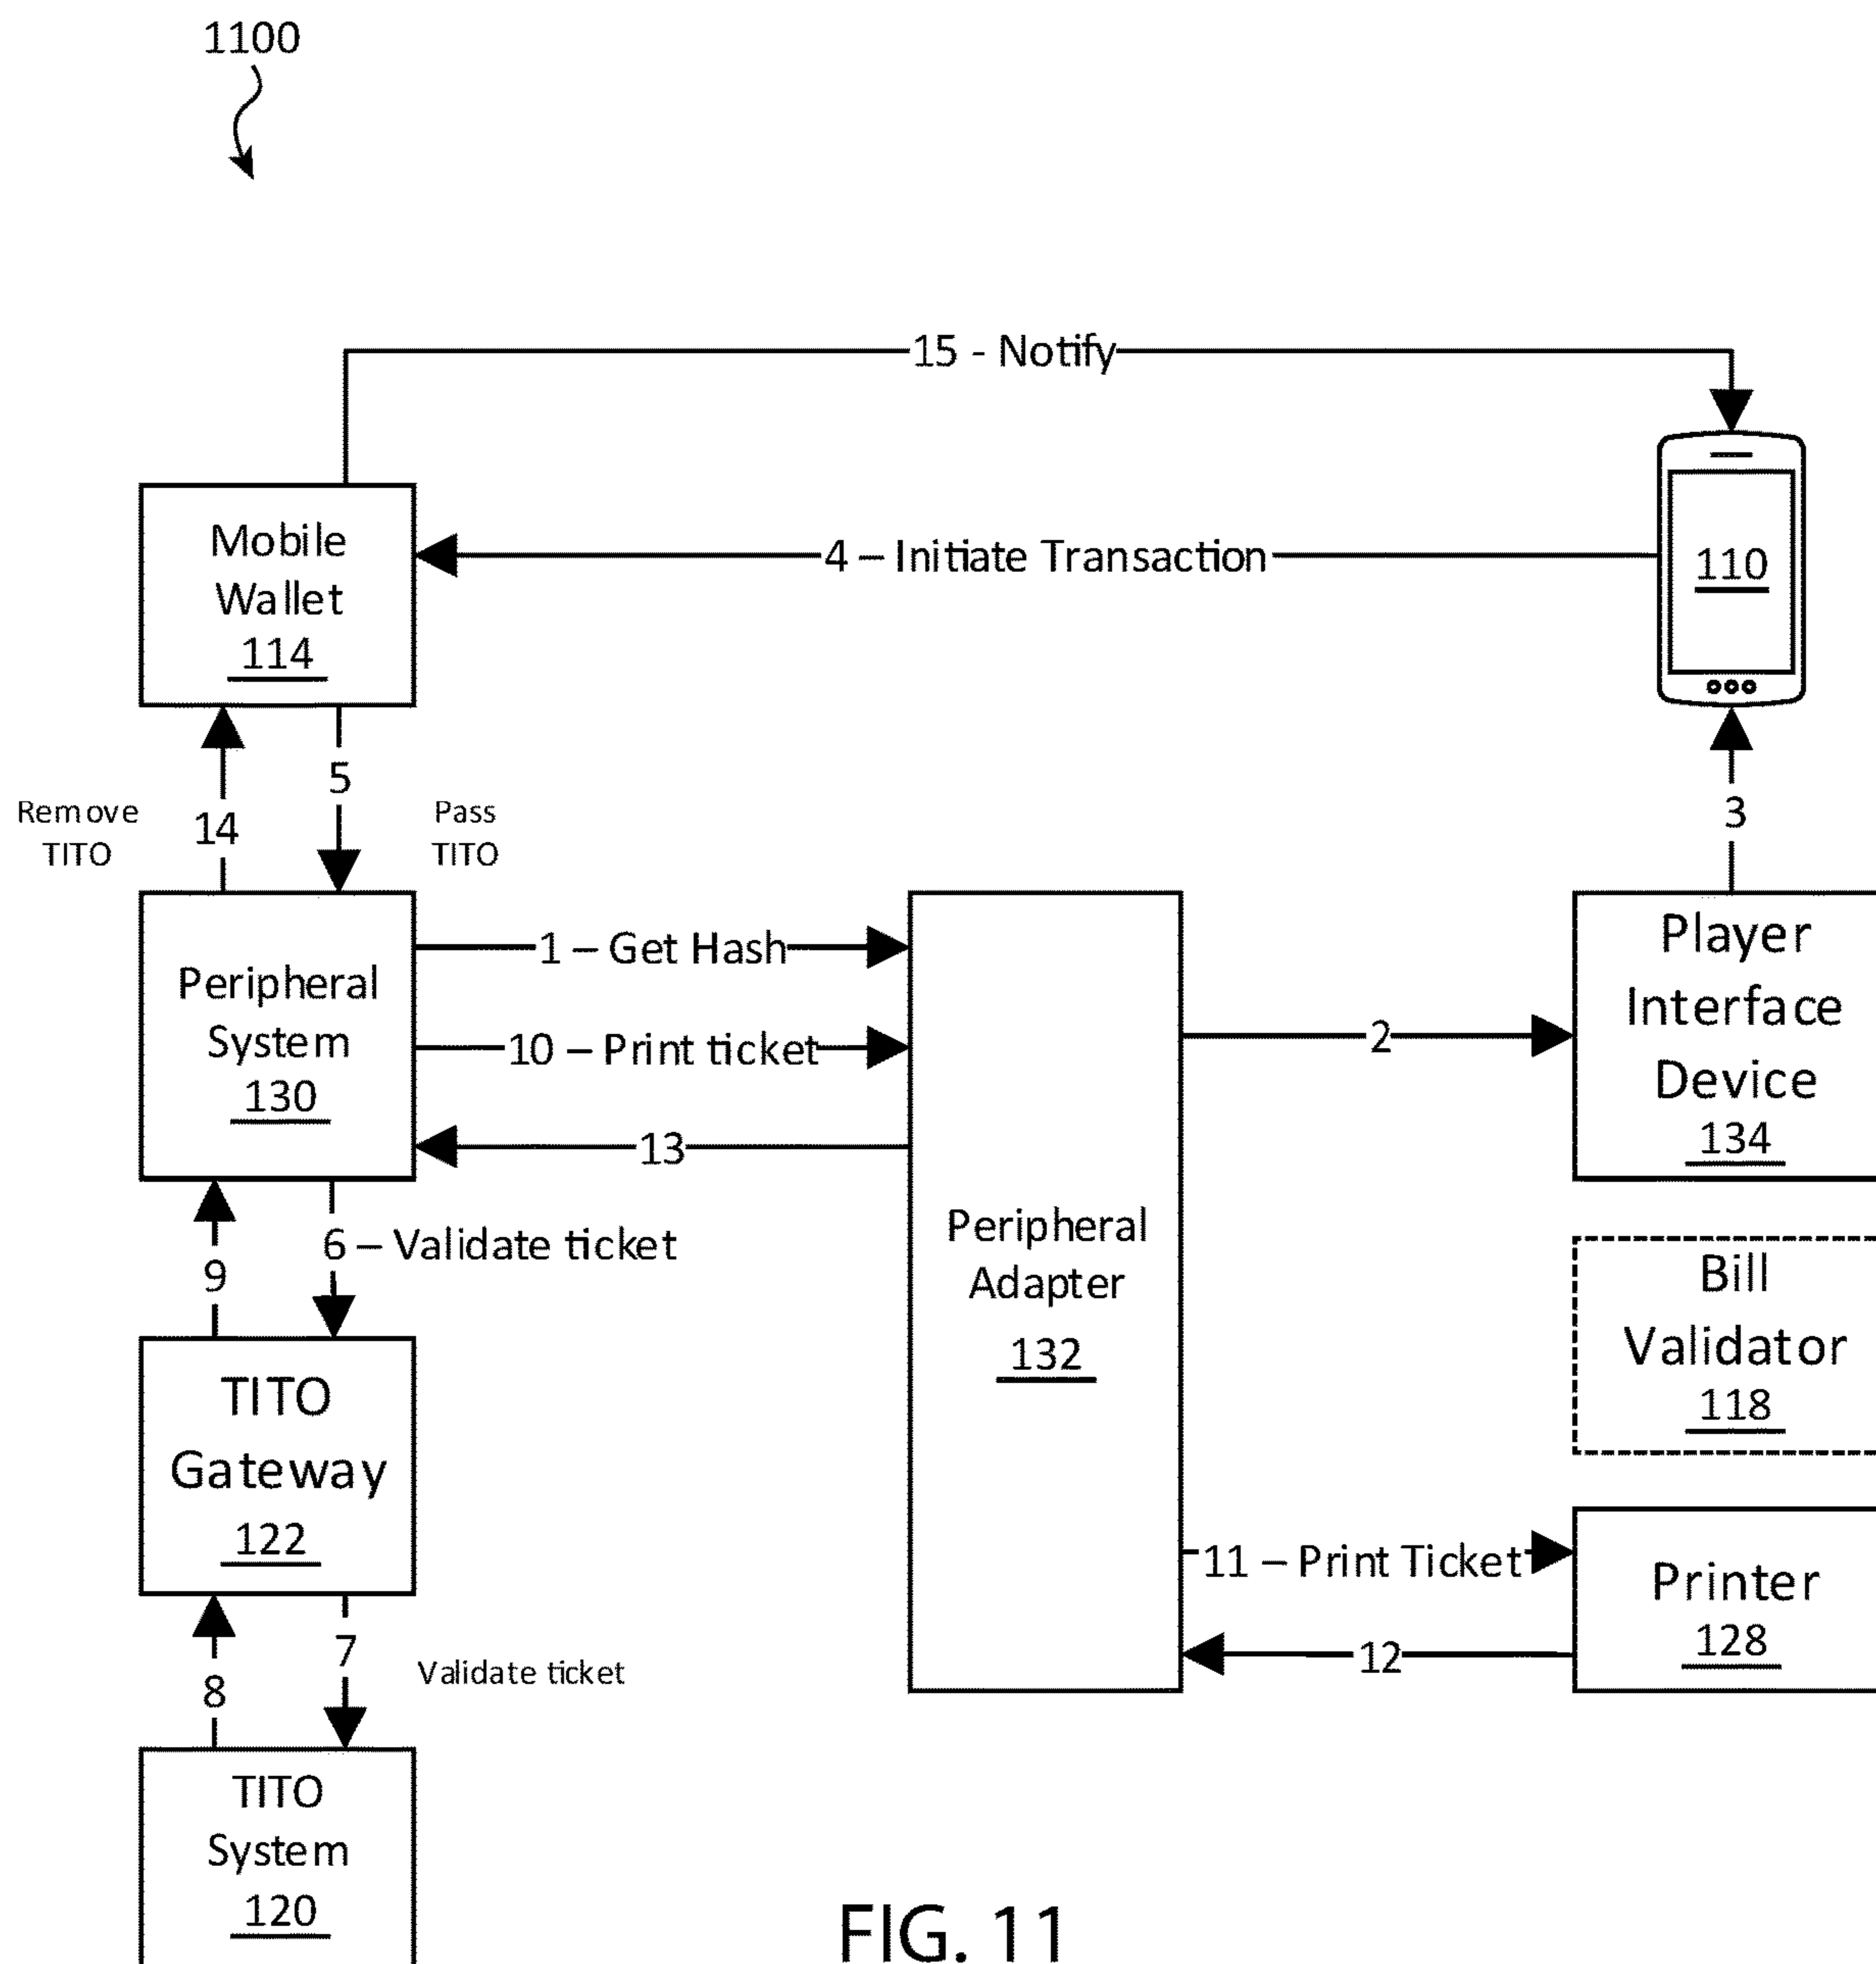 1100
15 - Notify
Mobile
Wallet
114
4 – Initiate Transaction
110
Remove
TITO
14
5
Pass
TITO
3
Peripheral
System
130
1 – Get Hash
10 – Print ticket
13
Peripheral
Adapter
132
2
Player
Interface
Device
134
9
6 – Validate ticket
Bill
Validator
118
TITO
Gateway
122
11 – Print Ticket
12
Printer
128
8
7
Validate ticket
TITO
System
120
FIG. 11